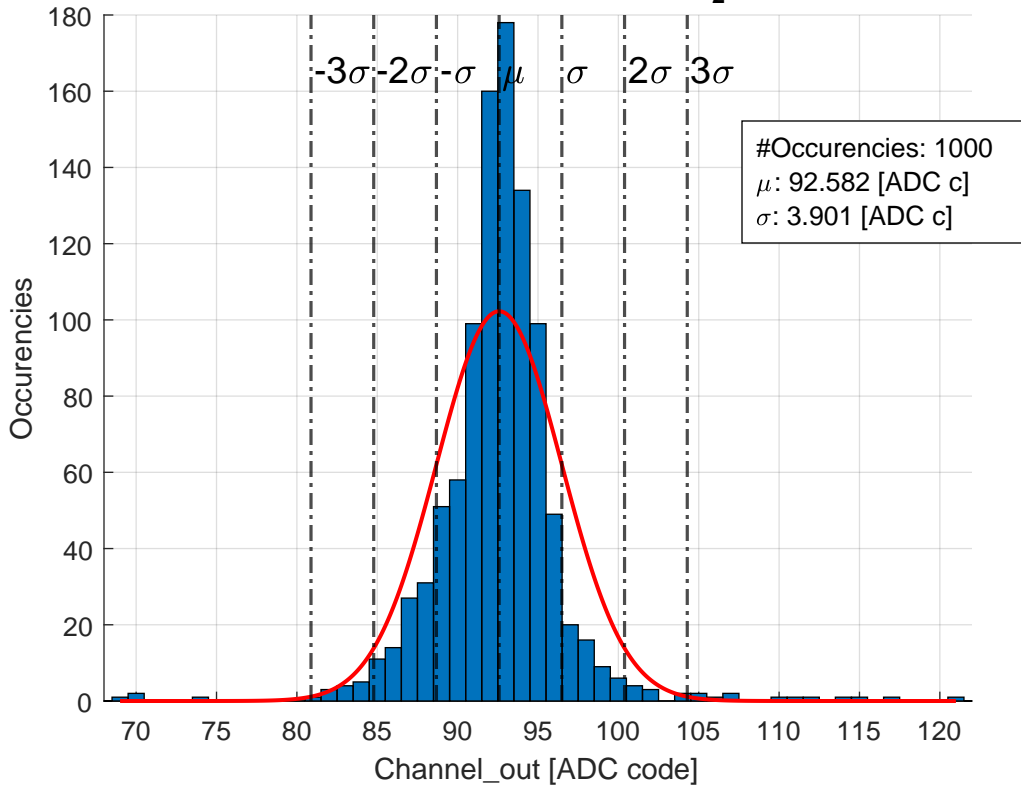 2
180
160
140
120
100
80
60
40
20
0
-3σ -2σ -σ μ σ 2σ 3σ
#Occurencies: 1000
μ: 92.582 [ADC c]
σ: 3.901 [ADC c]
Occurencies
70 75 80 85 90 95 100 105 110 115 120
Channel_out [ADC code]